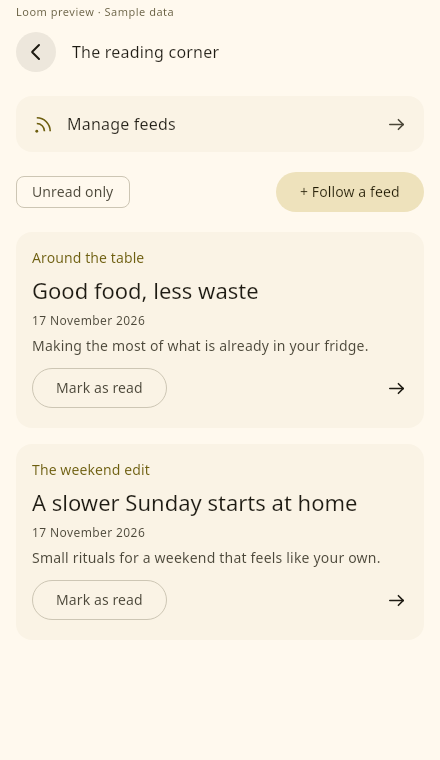 Loom preview · Sample data
The reading corner
Manage feeds
Unread only
+ Follow a feed
Around the table
Good food, less waste
17 November 2026
Making the most of what is already in your fridge.
Mark as read
The weekend edit
A slower Sunday starts at home
17 November 2026
Small rituals for a weekend that feels like your own.
Mark as read